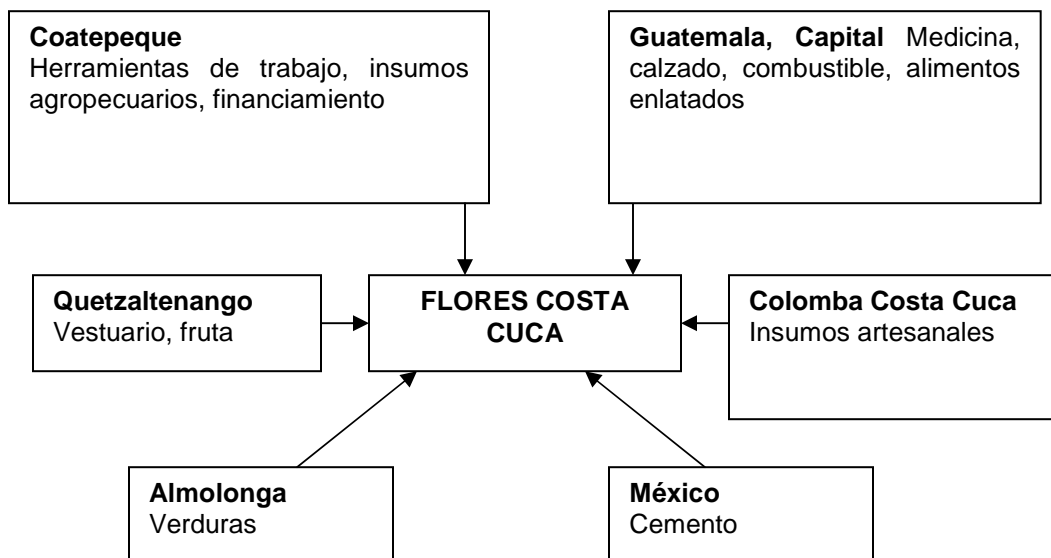 Coatepeque
Herramientas de trabajo, insumos
agropecuarios, financiamiento
Guatemala, Capital Medicina,
calzado, combustible, alimentos
enlatados
Quetzaltenango
Vestuario, fruta
FLORES COSTA
CUCA
Colomba Costa Cuca
Insumos artesanales
Almolonga
Verduras
México
Cemento